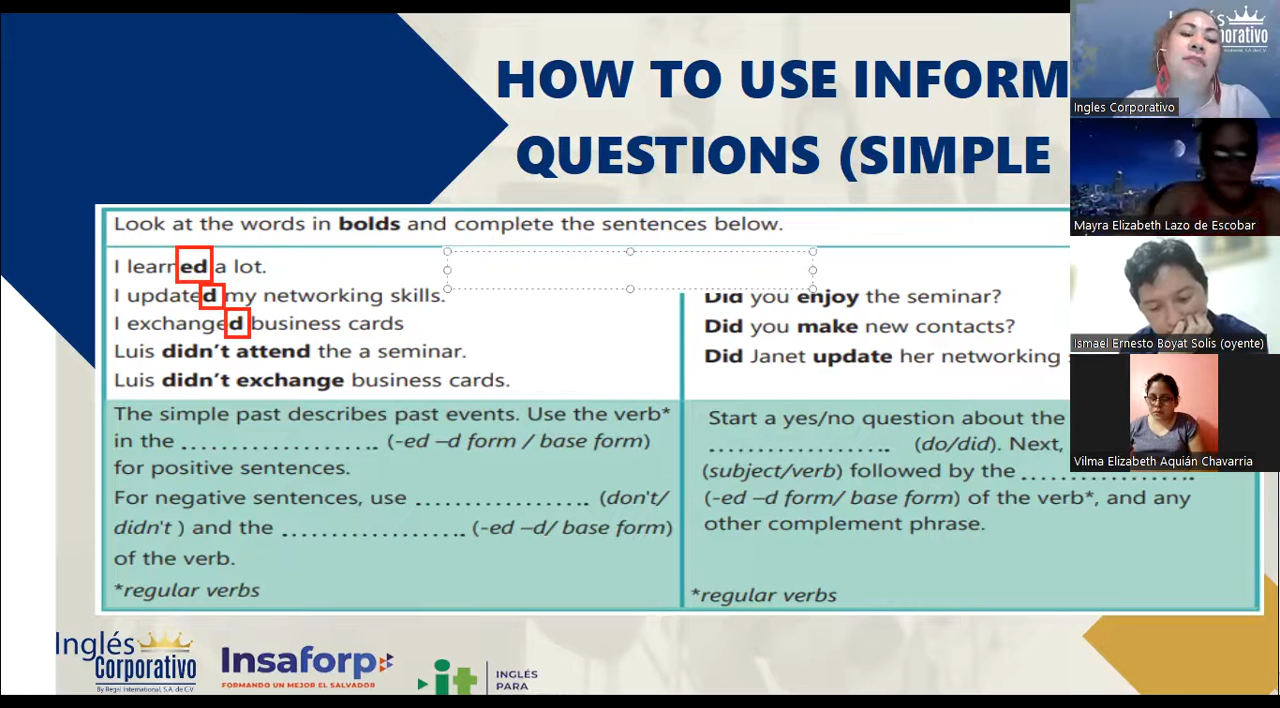 HOW TO USE INFORM
QUESTIONS (SIMPLE
Look at the words in bolds and complete the sentences below.
I learned a lot.
I updated my networking skills.
I exchanged business cards
Luis didn't attend the a seminar.
Luis didn't exchange business cards.
Did you enjoy the seminar?
Did you make new contacts?
Did Janet update her networking
The simple past describes past events. Use the verb*
in the .................... (-ed –d form / base form)
for positive sentences.
For negative sentences, use .................... (don't/
didn't ) and the .................... (-ed –d/ base form)
of the verb.
*regular verbs
Start a yes/no question about the
.................... (do/did). Next,
(subject/verb) followed by the ....................
(-ed –d form/ base form) of the verb*, and any
other complement phrase.
*regular verbs
Inglés
Corporativo
By Regal International, S.A. de C.V
Insaforp
FORMANDO UN MEJOR EL SALVADOR
it
INGLÉS
PARA
Ingles Corporativo
Mayra Elizabeth Lazo de Escobar
Ismael Ernesto Boyat Solis (oyente)
Vilma Elizabeth Aquián Chavarria